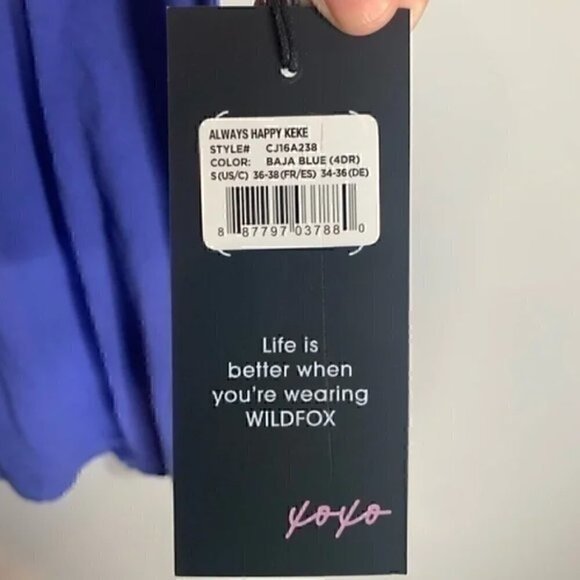 ALWAYS HAPPY KEKE
STYLE# CJ16A238
COLOR: BAJA BLUE (4DR)
S(US/C) 36-38(FR/ES) 34-36(DE)
8 87797 03788 0
Life is
better when
you're wearing
WILDFOX
xoxo